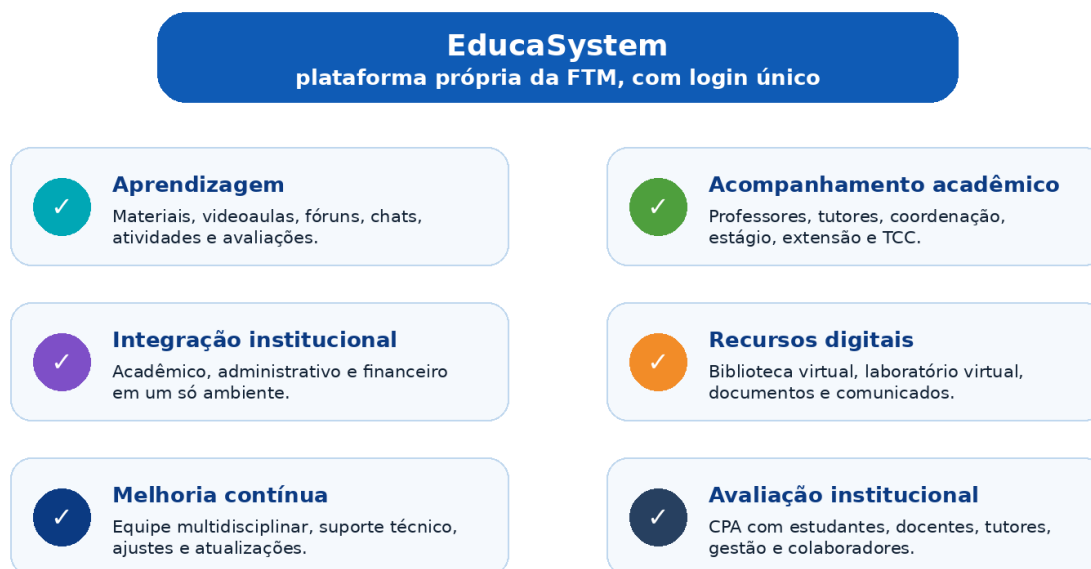 EducaSystem
plataforma própria da FTM, com login único
✓
Aprendizagem
Materiais, videoaulas, fóruns, chats,
atividades e avaliações.
✓
Acompanhamento acadêmico
Professores, tutores, coordenação,
estágio, extensão e TCC.
✓
Integração institucional
Acadêmico, administrativo e financeiro
em um só ambiente.
✓
Recursos digitais
Biblioteca virtual, laboratório virtual,
documentos e comunicados.
✓
Melhoria contínua
Equipe multidisciplinar, suporte técnico,
ajustes e atualizações.
✓
Avaliação institucional
CPA com estudantes, docentes, tutores,
gestão e colaboradores.